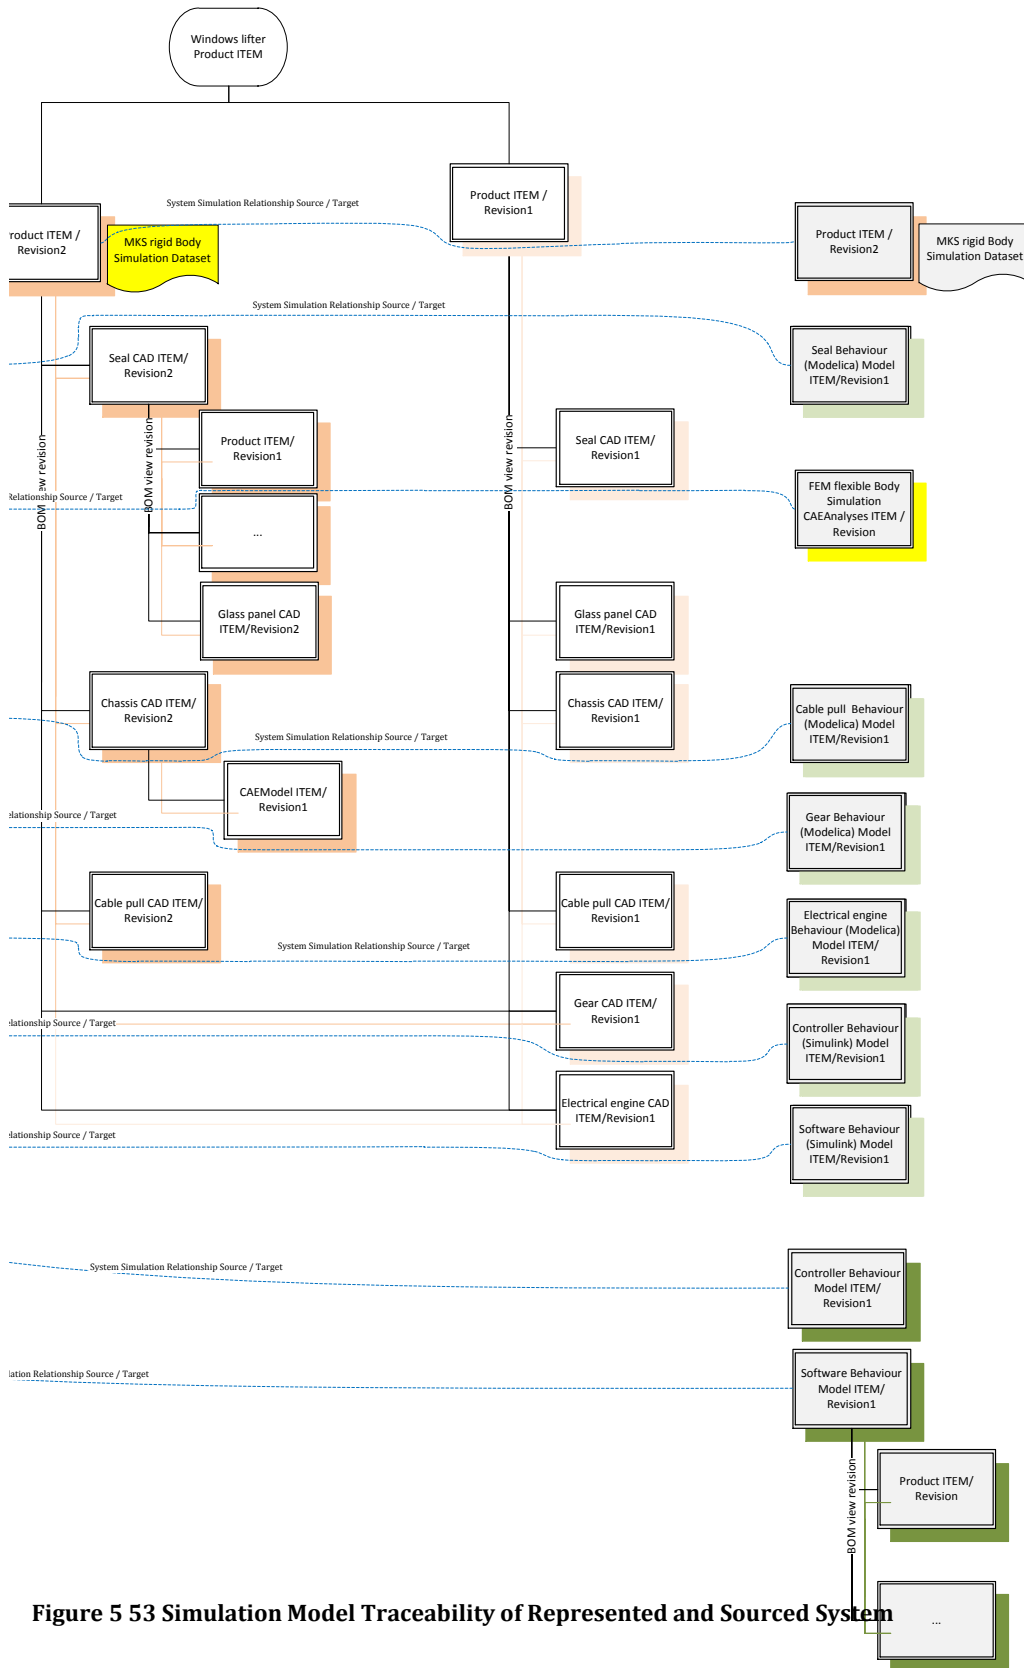 Windows lifter
Product ITEM
Product ITEM /
Revision1
System Simulation Relationship Source / Target
roduct ITEM /
Revision2
MKS rigid Body
Simulation Dataset
Product ITEM /
Revision2
MKS rigid Body
Simulation Dataset
System Simulation Relationship Source / Target
Seal CAD ITEM/
Revision2
Seal Behaviour
(Modelica) Model
ITEM/Revision1
BOM view revision
BOM view revision
BOM view revision
Product ITEM/
Revision1
Seal CAD ITEM/
Revision1
Relationship Source / Target
FEM flexible Body
Simulation
CAEAnalyses ITEM /
Revision
...
Glass panel CAD
ITEM/Revision2
Glass panel CAD
ITEM/Revision1
Chassis CAD ITEM/
Revision2
Chassis CAD ITEM/
Revision1
Cable pull Behaviour
(Modelica) Model
ITEM/Revision1
System Simulation Relationship Source / Target
CAEModel ITEM/
Revision1
elationship Source / Target
Gear Behaviour
(Modelica) Model
ITEM/Revision1
Cable pull CAD ITEM/
Revision2
Cable pull CAD ITEM/
Revision1
Electrical engine
Behaviour (Modelica)
Model ITEM/
Revision1
System Simulation Relationship Source / Target
Gear CAD ITEM/
Revision1
elationship Source / Target
Controller Behaviour
(Simulink) Model
ITEM/Revision1
Electrical engine CAD
ITEM/Revision1
elationship Source / Target
Software Behaviour
(Simulink) Model
ITEM/Revision1
System Simulation Relationship Source / Target
Controller Behaviour
Model ITEM/
Revision1
lation Relationship Source / Target
Software Behaviour
Model ITEM/
Revision1
BOM view revision
Product ITEM/
Revision
...
Figure 5 53 Simulation Model Traceability of Represented and Sourced System